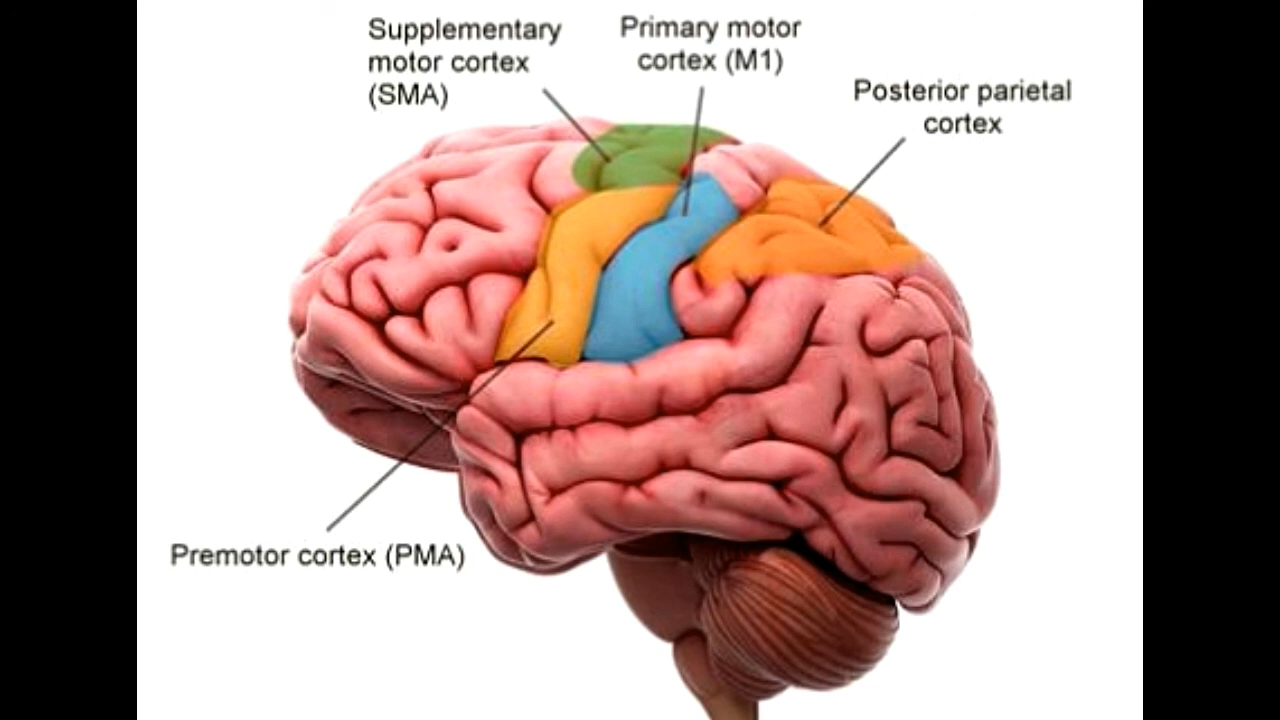 Supplementary
motor cortex
(SMA)
Primary motor
cortex (M1)
Posterior parietal
cortex
Premotor cortex (PMA)